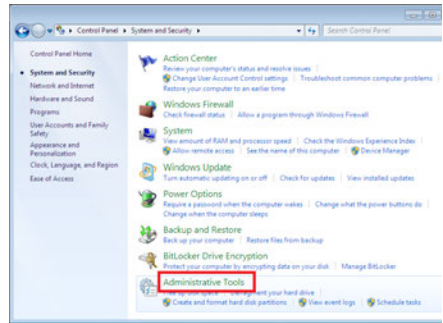 Control Panel ▸ System and Security ▸
Search Control Panel
Control Panel Home
System and Security
Network and Internet
Hardware and Sound
Programs
User Accounts and Family
Safety
Appearance and
Personalization
Clock, Language, and Region
Ease of Access
Action Center
Review your computer's status and resolve issues
Change User Account Control settings | Troubleshoot common computer problems
Restore your computer to an earlier time
Windows Firewall
Check firewall status | Allow a program through Windows Firewall
System
View amount of RAM and processor speed | Check the Windows Experience Index
Allow remote access | See the name of this computer | Device Manager
Windows Update
Turn automatic updating on or off | Check for updates | View installed updates
Power Options
Require a password when the computer wakes | Change what the power buttons do
Change when the computer sleeps
Backup and Restore
Back up your computer | Restore files from backup
BitLocker Drive Encryption
Protect your computer by encrypting data on your disk | Manage BitLocker
Administrative Tools
Free up disk space | Defragment your hard drive
Create and format hard disk partitions | View event logs | Schedule tasks